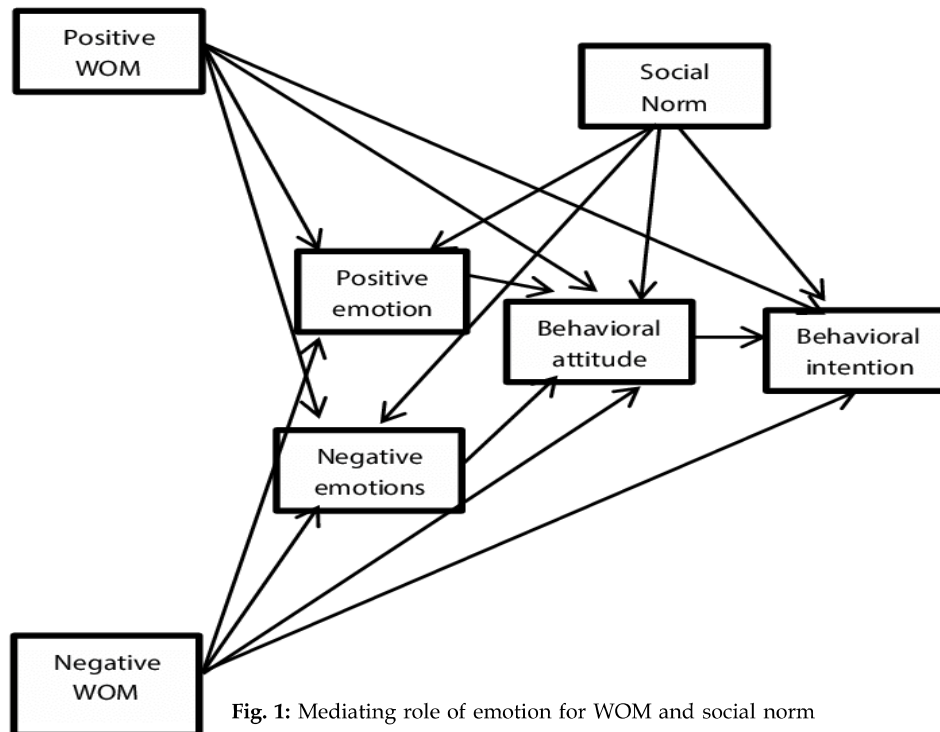 Positive
WOM
Social
Norm
Positive
emotion
Behavioral
attitude
Behavioral
intention
Negative
emotions
Negative
WOM
Fig. 1: Mediating role of emotion for WOM and social norm